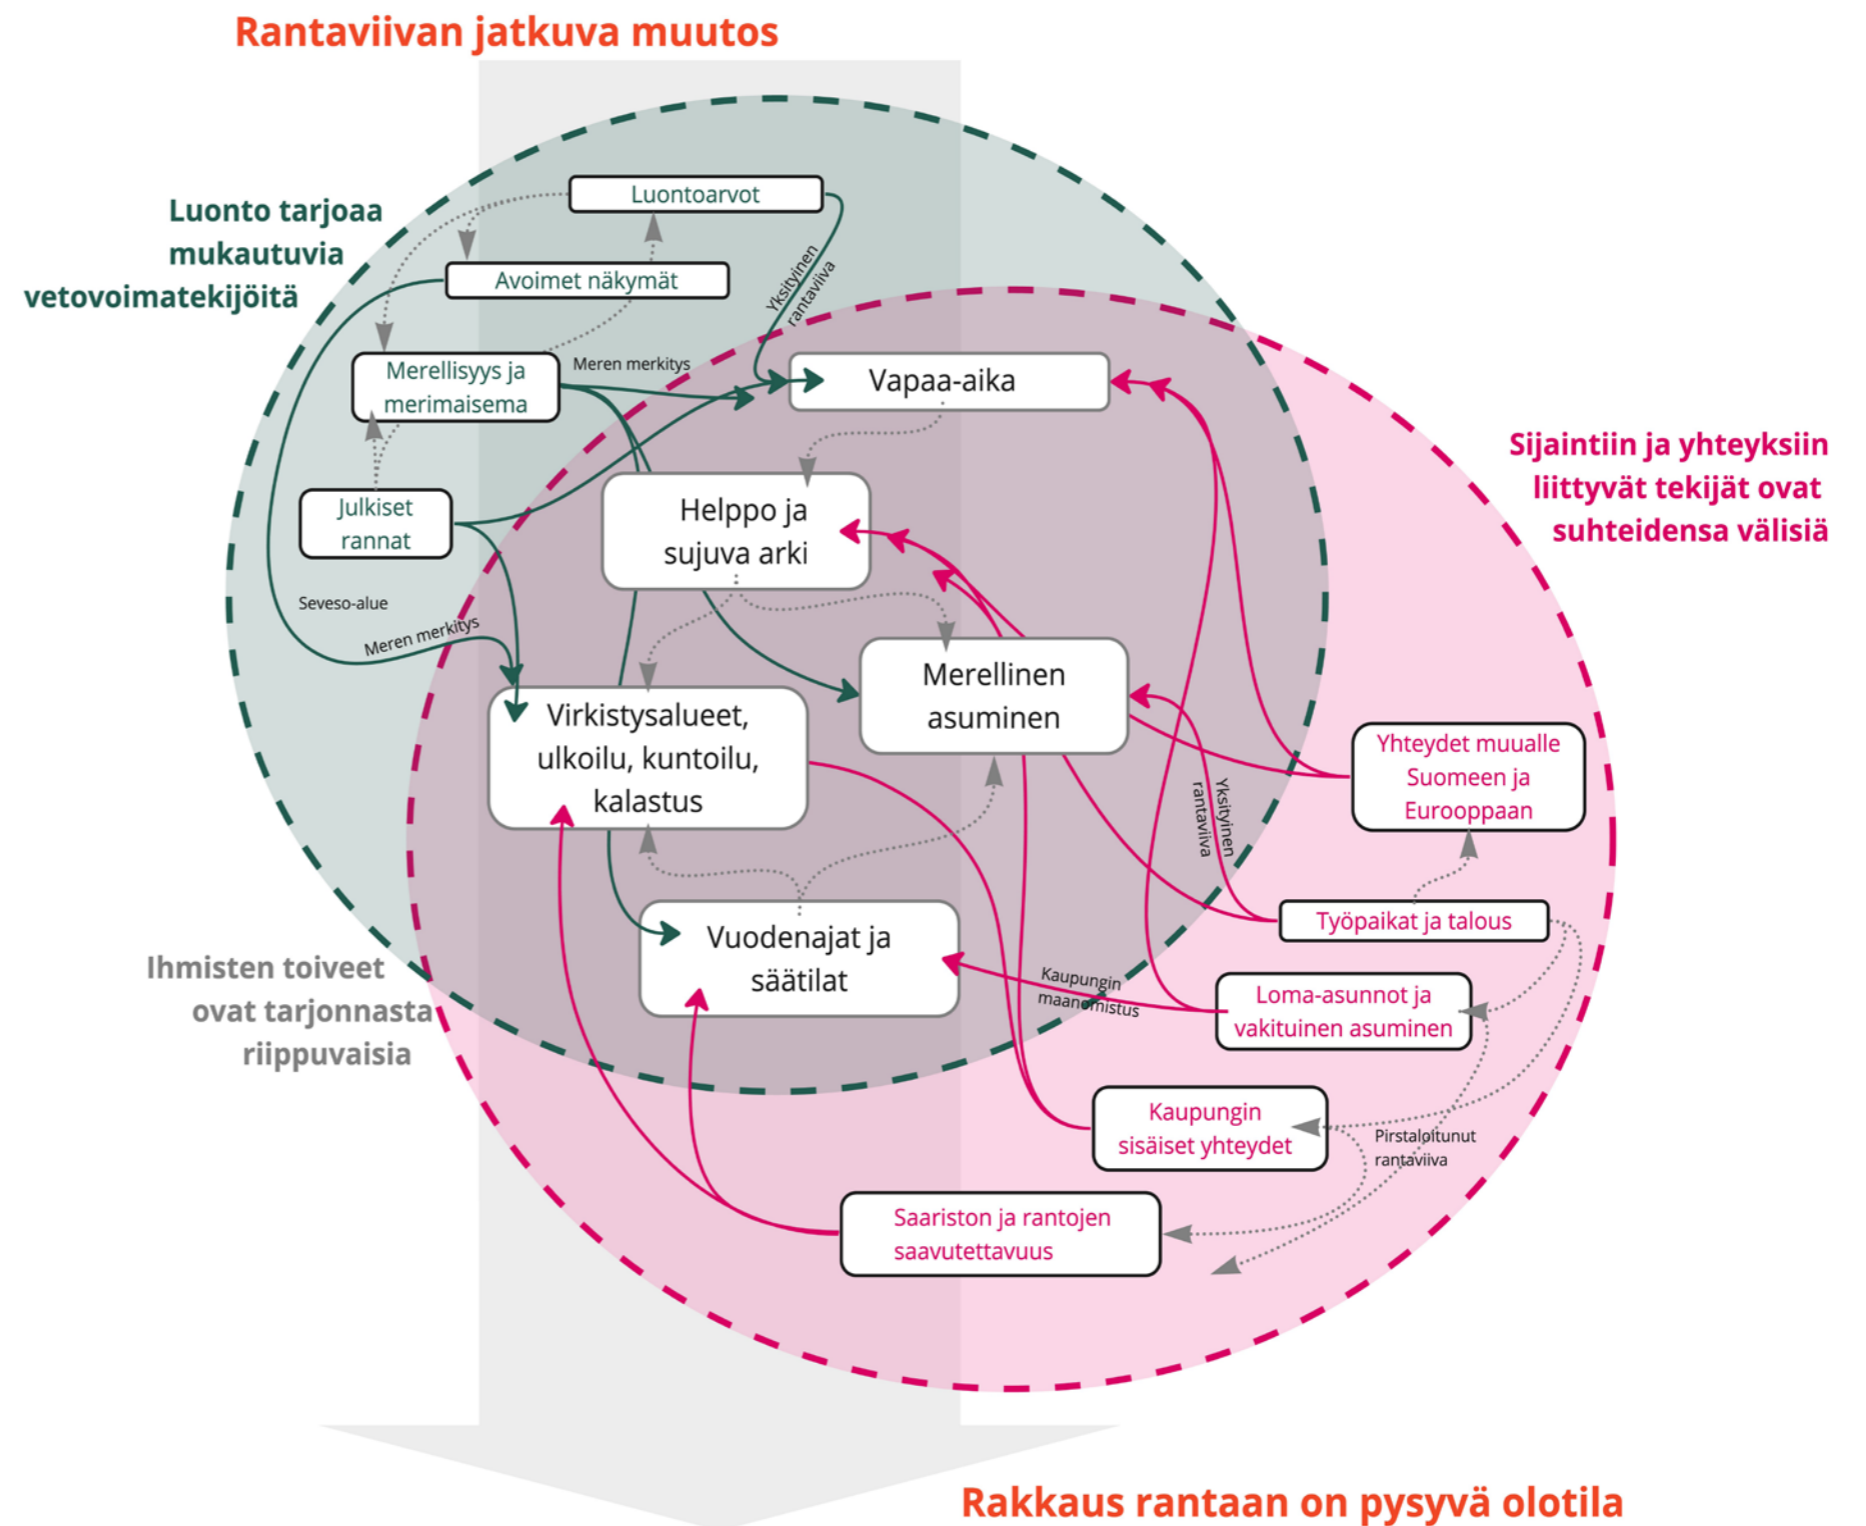 Rantaviivan jatkuva muutos
Luonto tarjoaa
mukautuvia
vetovoimatekijöitä
Luontoarvot
Avoimet näkymät
Yksityinen
rantaviiva
Merellisyys ja
merimaisema
Meren merkitys
Vapaa-aika
Julkiset
rannat
Helppo ja
sujuva arki
Sijaintiin ja yhteyksiin
liittyvät tekijät ovat
suhteidensa välisiä
Seveso-alue
Meren merkitys
Merellinen
asuminen
Virkistysalueet,
ulkoilu, kuntoilu,
kalastus
Yhteydet muualle
Suomeen ja
Eurooppaan
Yksityinen
rantaviiva
Työpaikat ja talous
Vuodenajat ja
säätilat
Ihmisten toiveet
ovat tarjonnasta
riippuvaisia
Kaupungin
maanomistus
Loma-asunnot ja
vakituinen asuminen
Kaupungin
sisäiset yhteydet
Pirstaloitunut
rantaviiva
Saariston ja rantojen
saavutettavuus
Rakkaus rantaan on pysyvä olotila